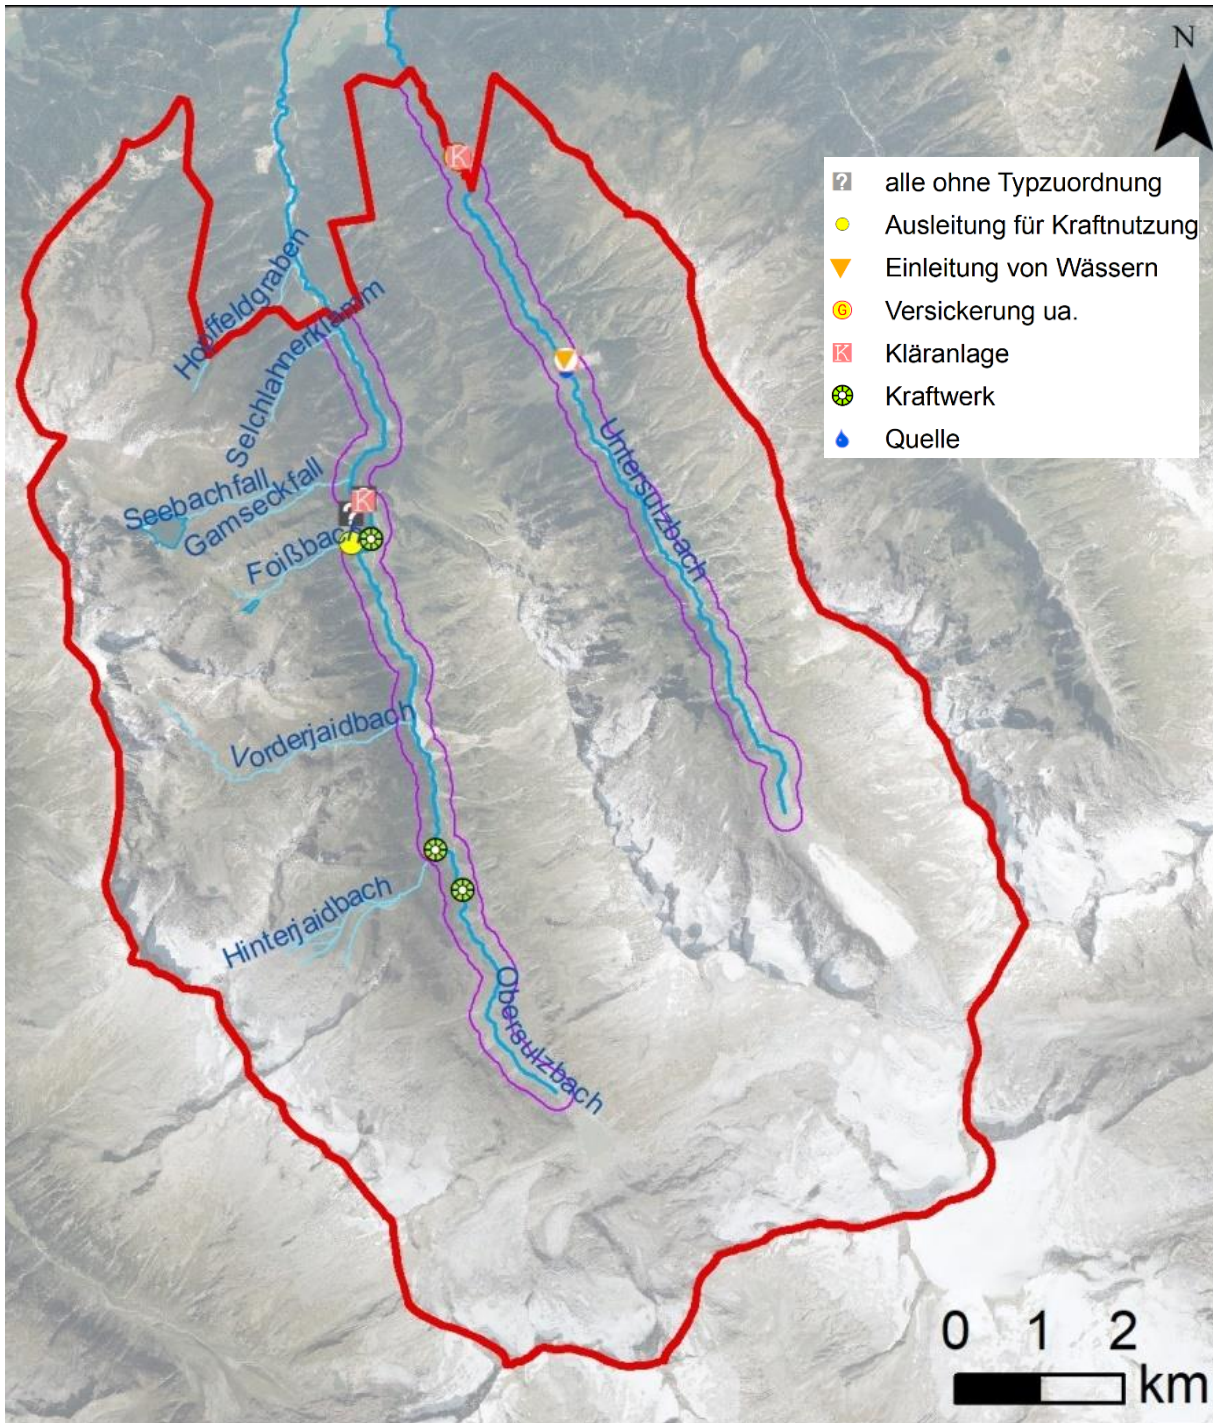 N
alle ohne Typzuordnung
Ausleitung für Kraftnutzung
Einleitung von Wässern
G
Versickerung ua.
K
Kläranlage
Kraftwerk
Quelle
?
K
Hopffeldgraben
Selchlahnerklamm
Untersulzbach
Seebachfall
Gamseckfall
K
?
Foißbach
Vorderjaidbach
Hinterjaidbach
Obersulzbach
0 1 2
km